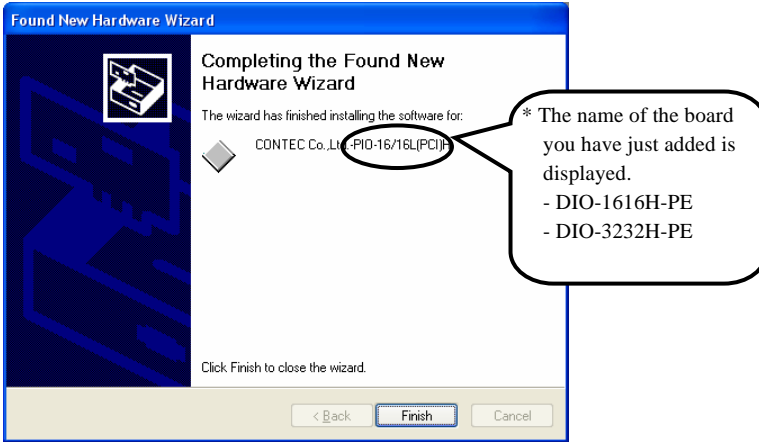 Found New Hardware Wizard
Completing the Found New
Hardware Wizard
The wizard has finished installing the software for:
CONTEC Co.,Ltd.-PIO-16/16L(PCI)H
Click Finish to close the wizard.
< Back
Finish
Cancel
* The name of the board
you have just added is
displayed.
- DIO-1616H-PE
- DIO-3232H-PE